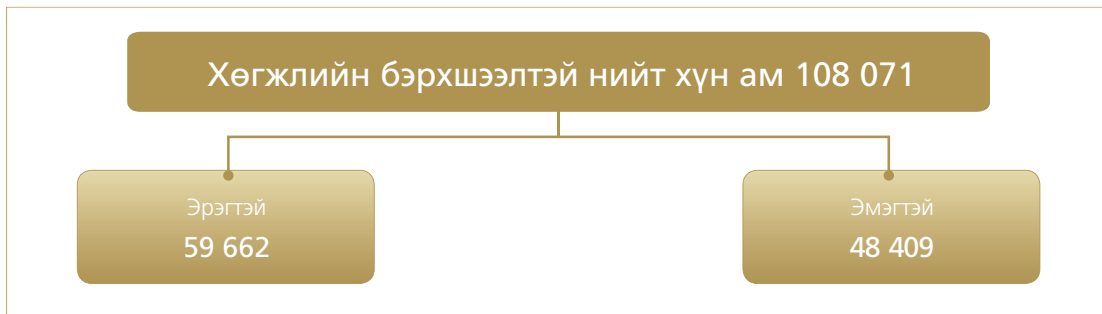 Хөгжлийн бэрхшээлтэй нийт хүн ам 108 071
Эрэгтэй
59 662
Эмэгтэй
48 409